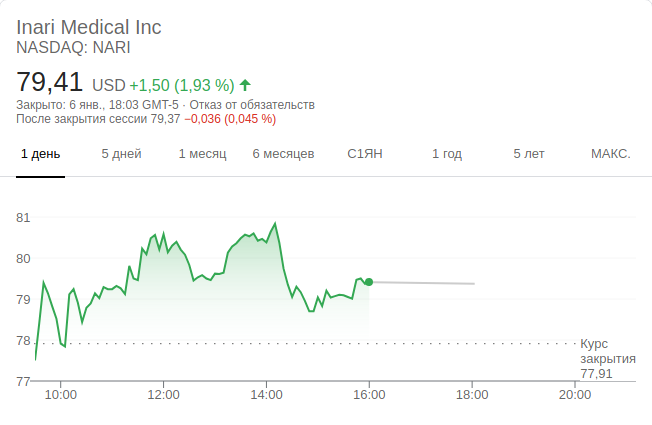 Inari Medical Inc
NASDAQ: NARI
79,41 USD +1,50 (1,93 %)
Закрыто: 6 янв., 18:03 GMT-5 · Отказ от обязательств
После закрытия сессии 79,37 −0,036 (0,045 %)
1 день 5 дней 1 месяц 6 месяцев С1ЯН 1 год 5 лет МАКС.
81
80
79
78
Курс
закрытия
77,91
77
10:00 12:00 14:00 16:00 18:00 20:00